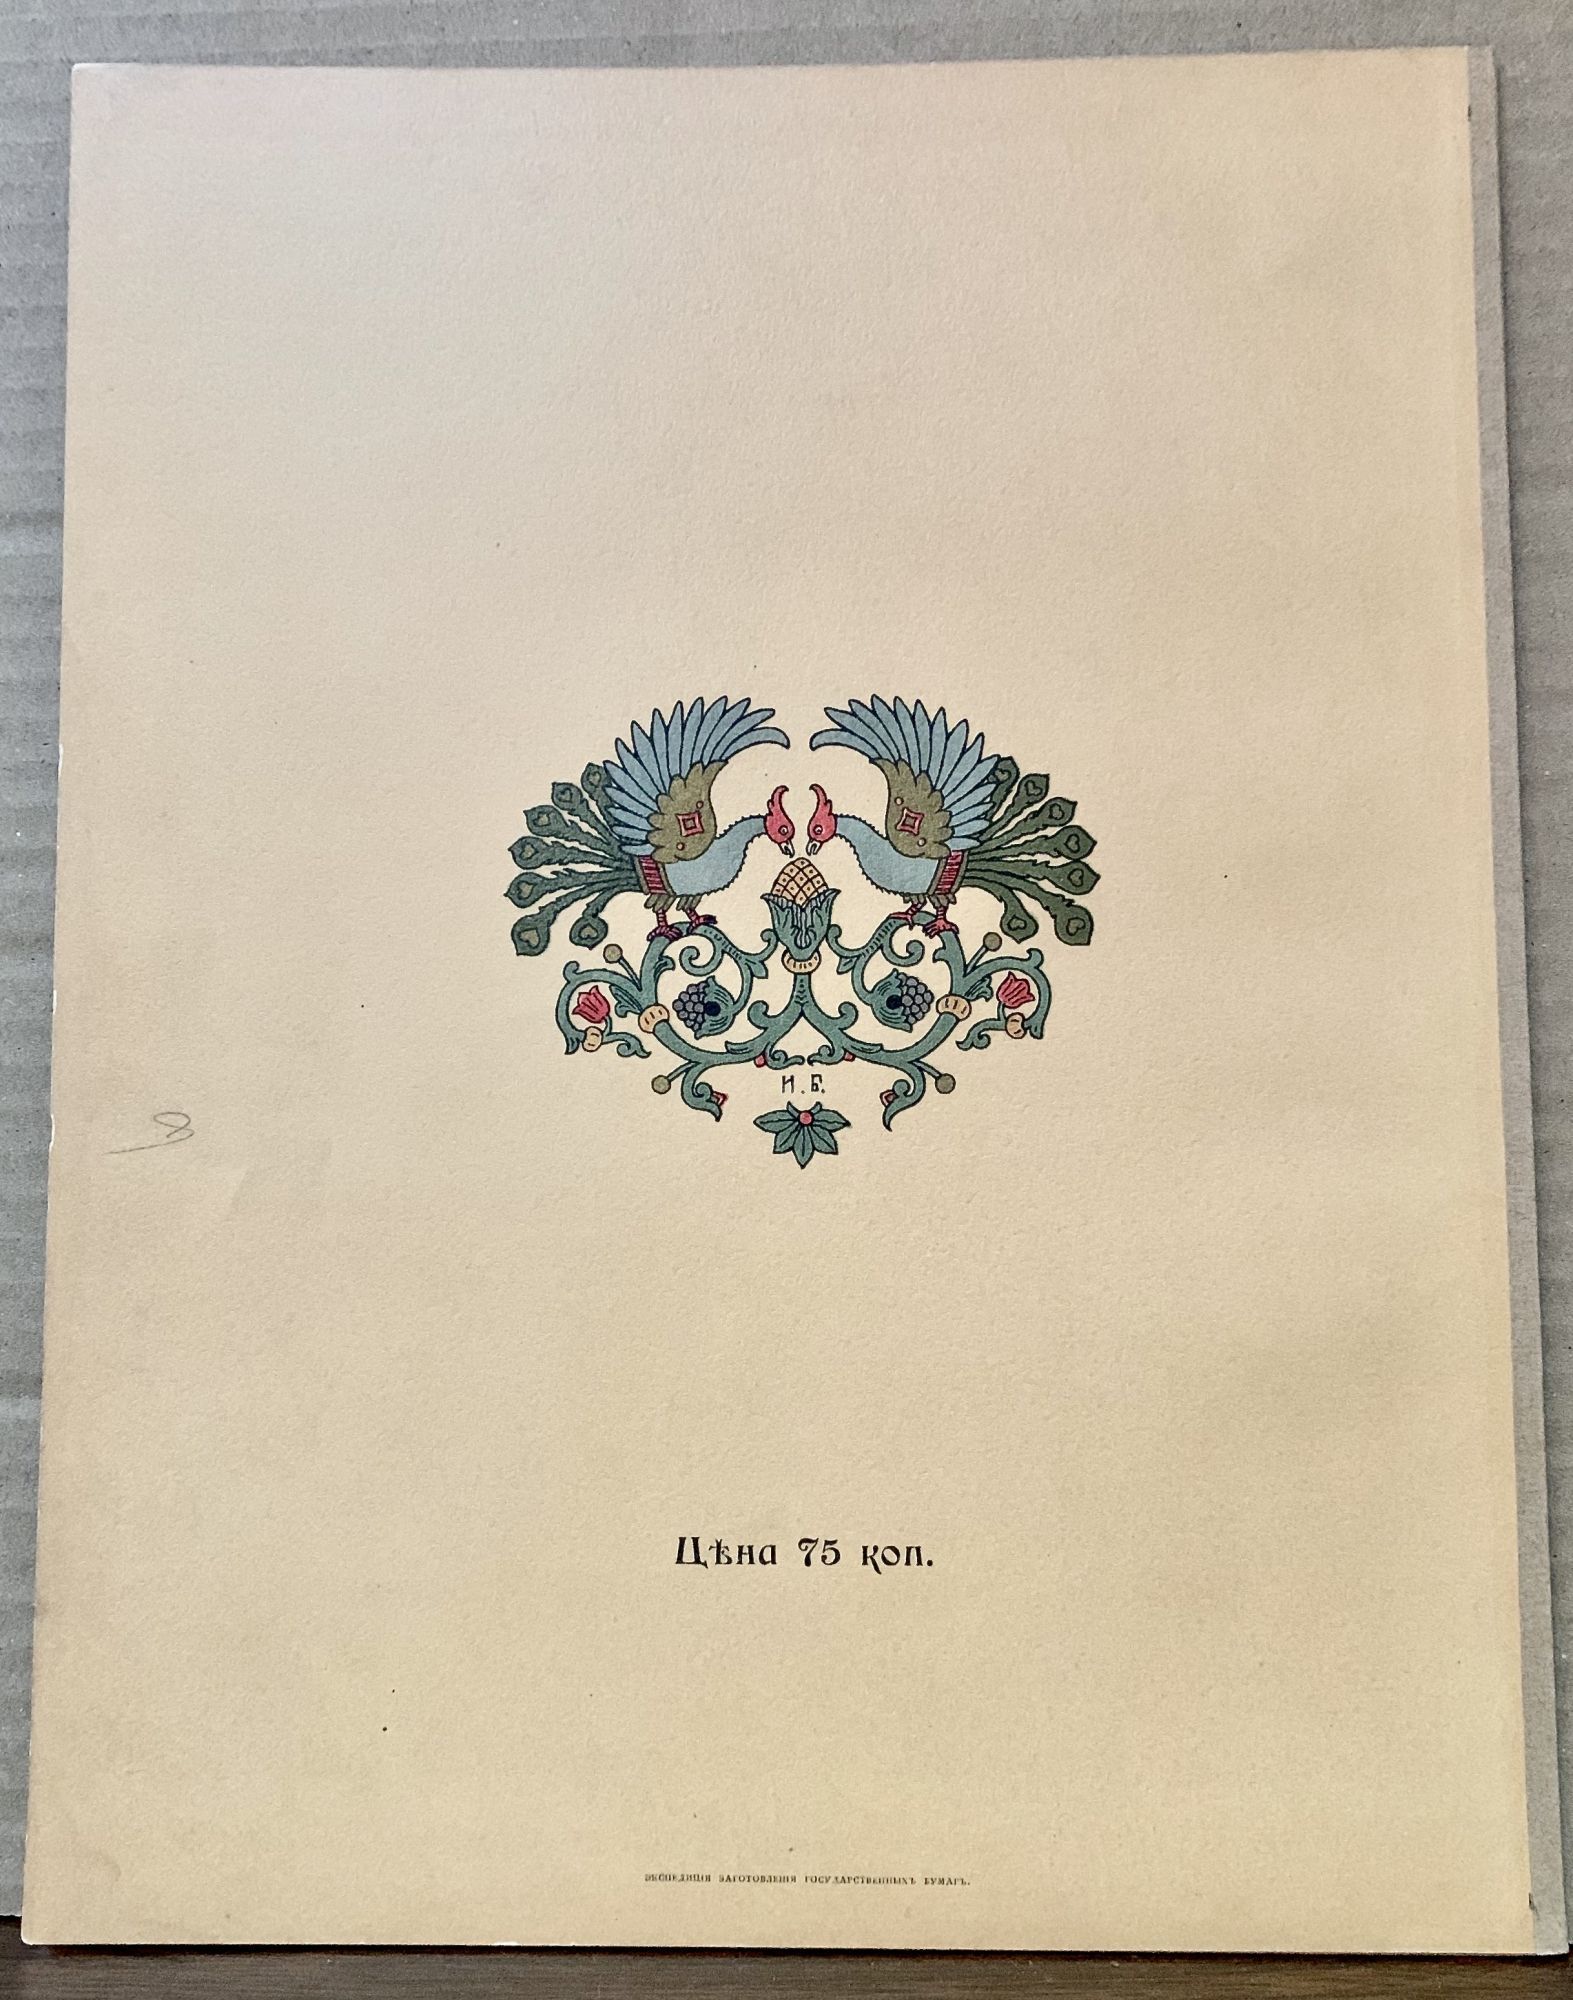 И. Б.
Цѣна 75 коп.
ЭКСПЕДИЦІЯ ЗАГОТОВЛЕНІЯ ГОСУДАРСТВЕННЫХЪ БУМАГЪ.